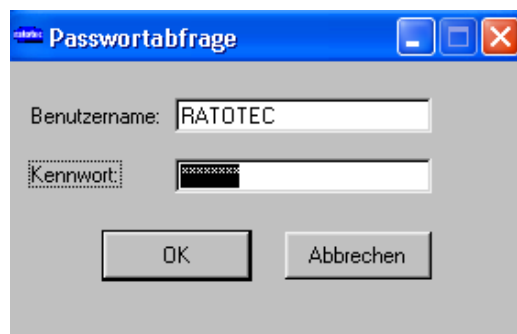 Passwortabfrage
Benutzername: RATOTEC
Kennwort: ********
OK Abbrechen